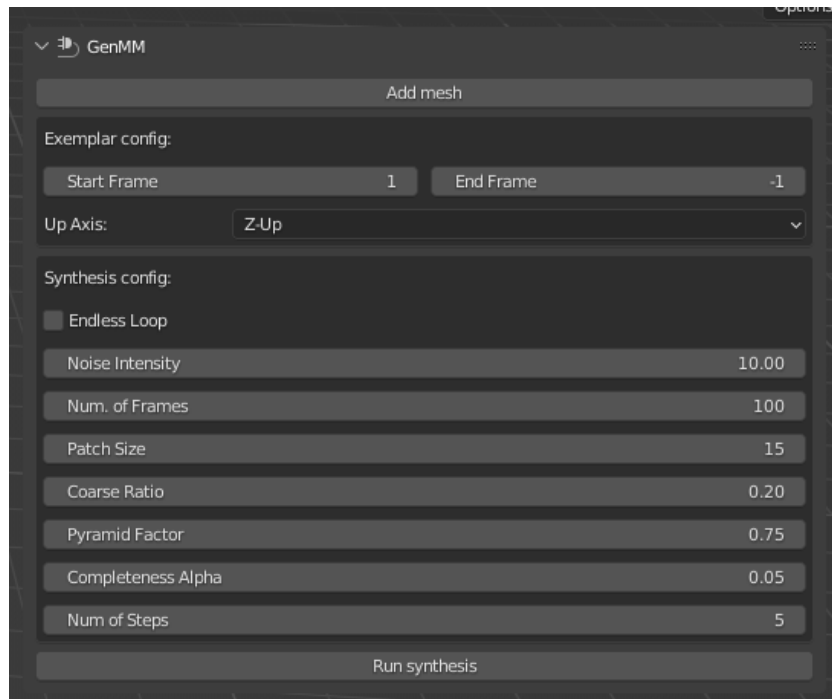 Options
GenMM
Add mesh
Exemplar config:
Start Frame 1 End Frame -1
Up Axis: Z-Up
Synthesis config:
Endless Loop
Noise Intensity 10.00
Num. of Frames 100
Patch Size 15
Coarse Ratio 0.20
Pyramid Factor 0.75
Completeness Alpha 0.05
Num of Steps 5
Run synthesis